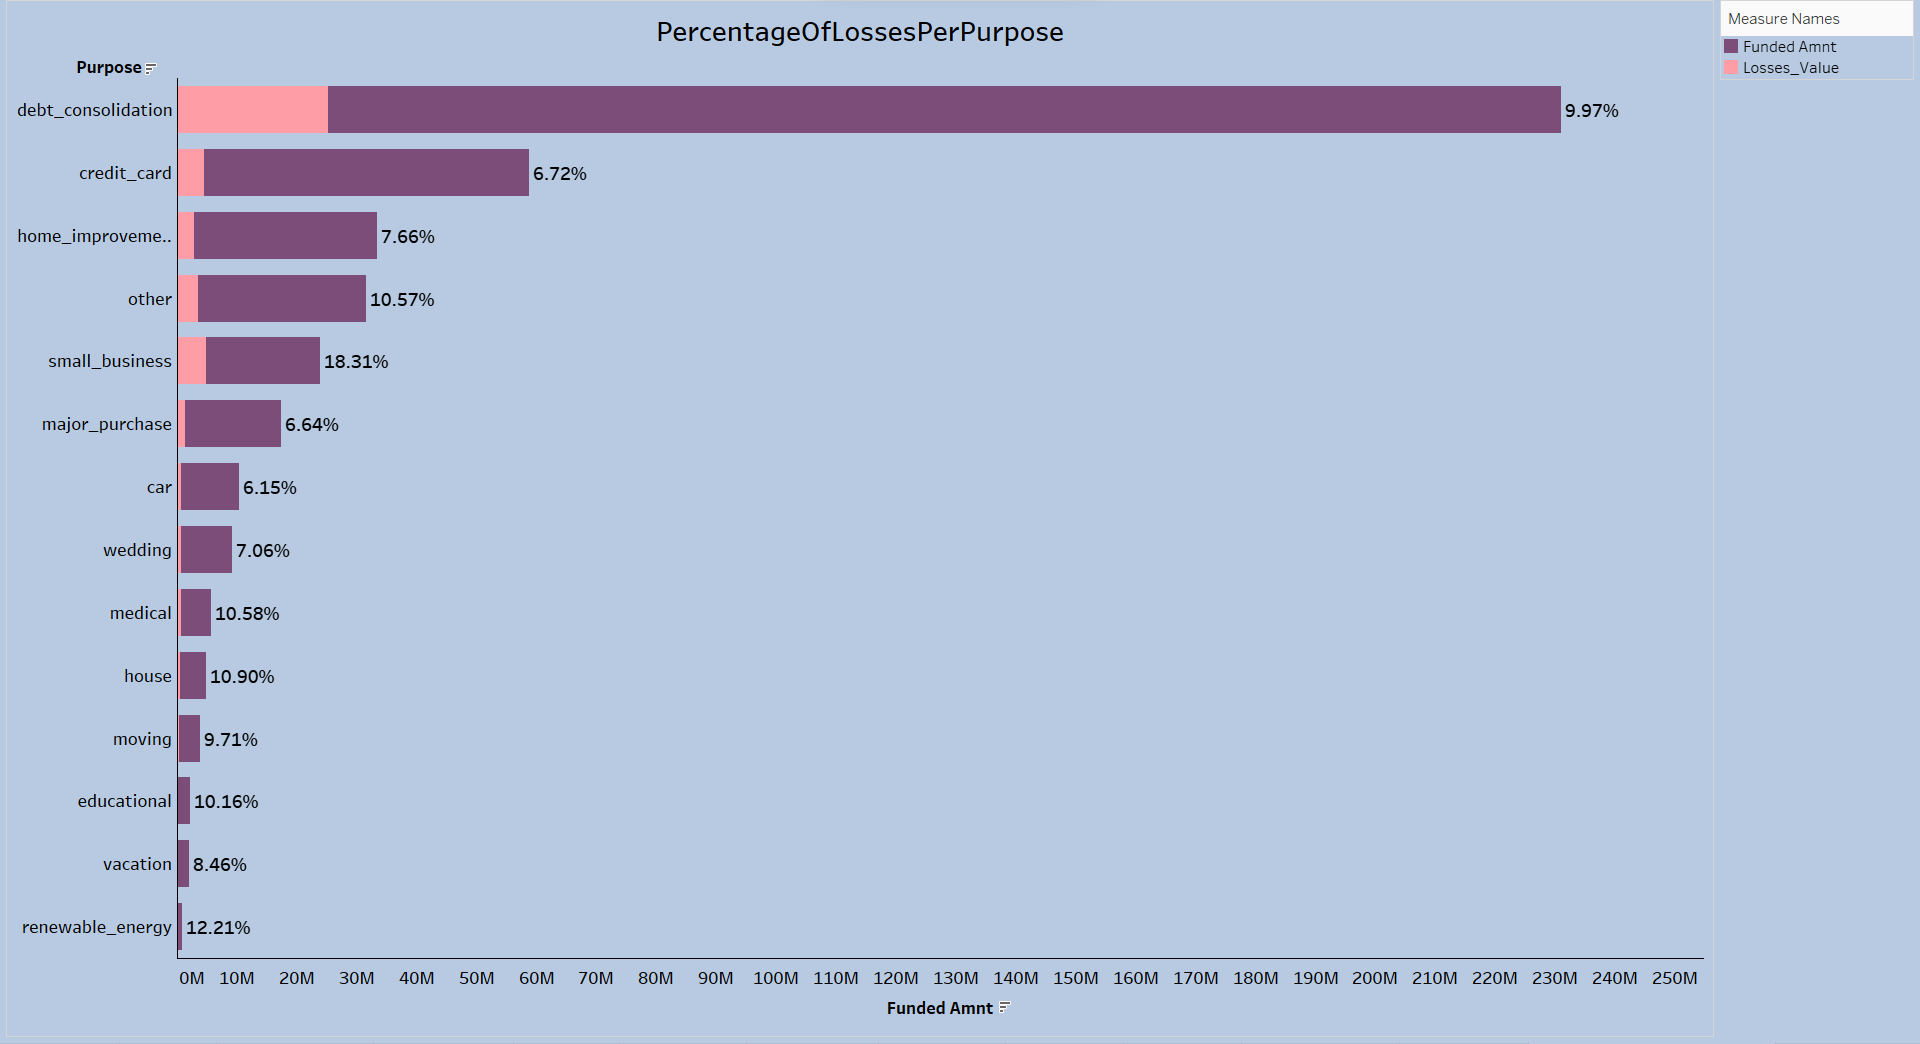 PercentageOfLossesPerPurpose
Measure Names
Funded Amnt
Losses_Value
Purpose
debt_consolidation 9.97%
credit_card 6.72%
home_improveme.. 7.66%
other 10.57%
small_business 18.31%
major_purchase 6.64%
car 6.15%
wedding 7.06%
medical 10.58%
house 10.90%
moving 9.71%
educational 10.16%
vacation 8.46%
renewable_energy 12.21%
0M 10M 20M 30M 40M 50M 60M 70M 80M 90M 100M 110M 120M 130M 140M 150M 160M 170M 180M 190M 200M 210M 220M 230M 240M 250M
Funded Amnt